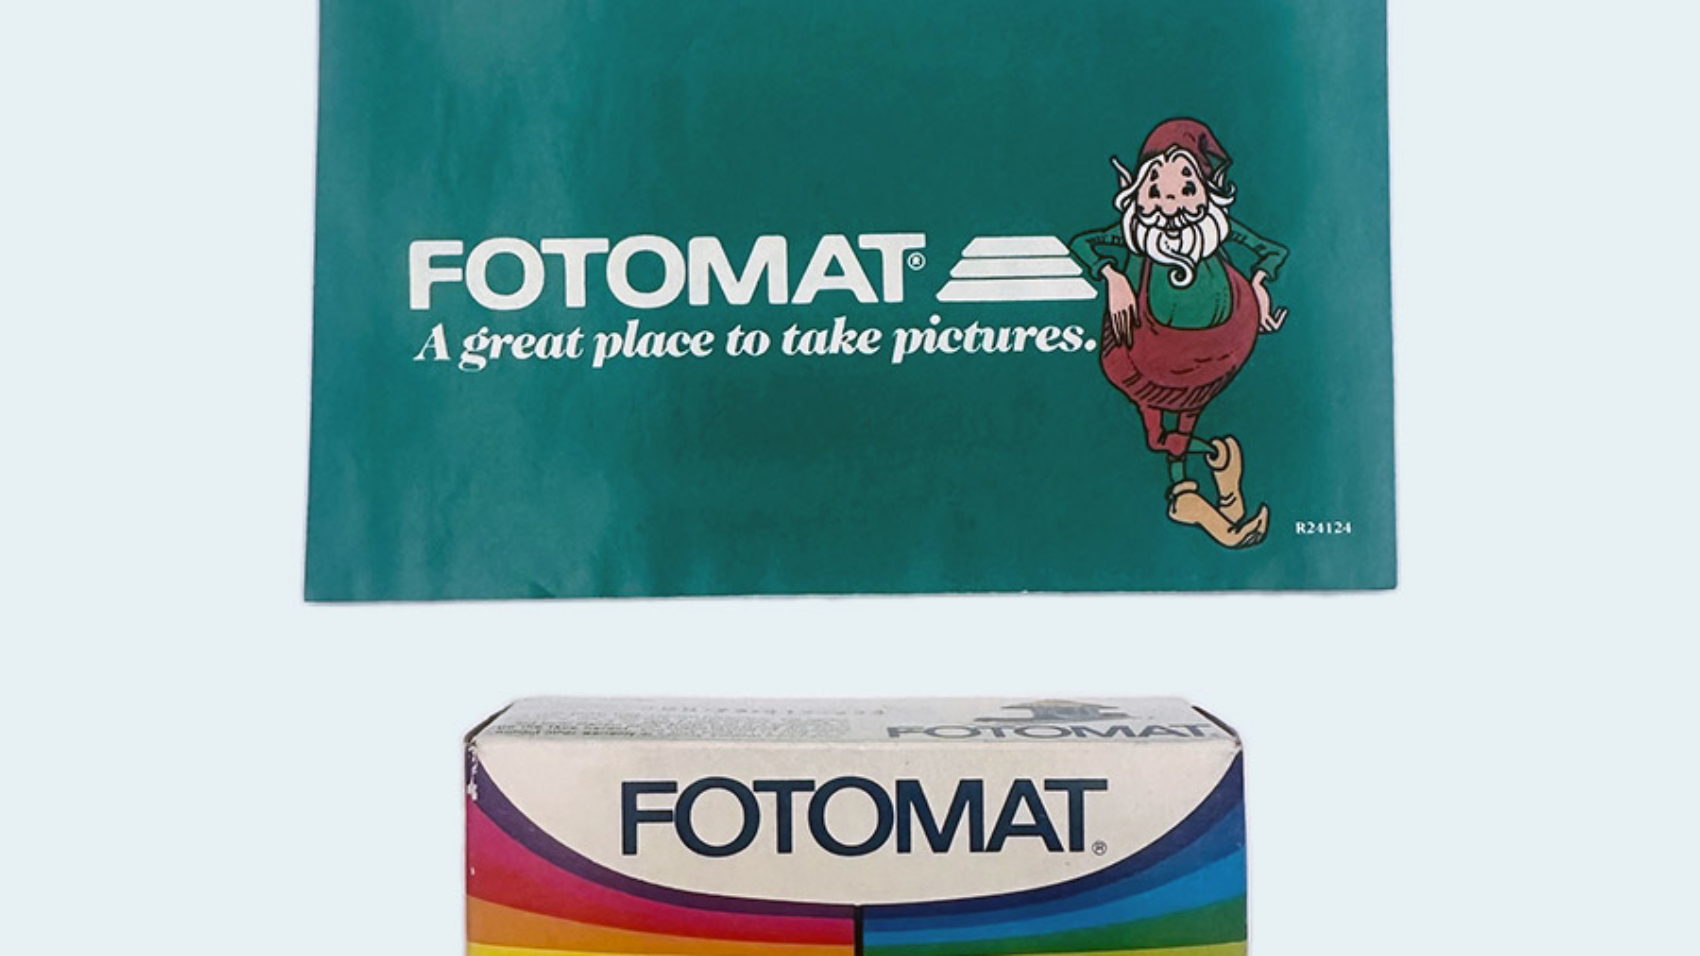 FOTOMAT®
A great place to take pictures.
R24124
FOTOMAT
FOTOMAT®